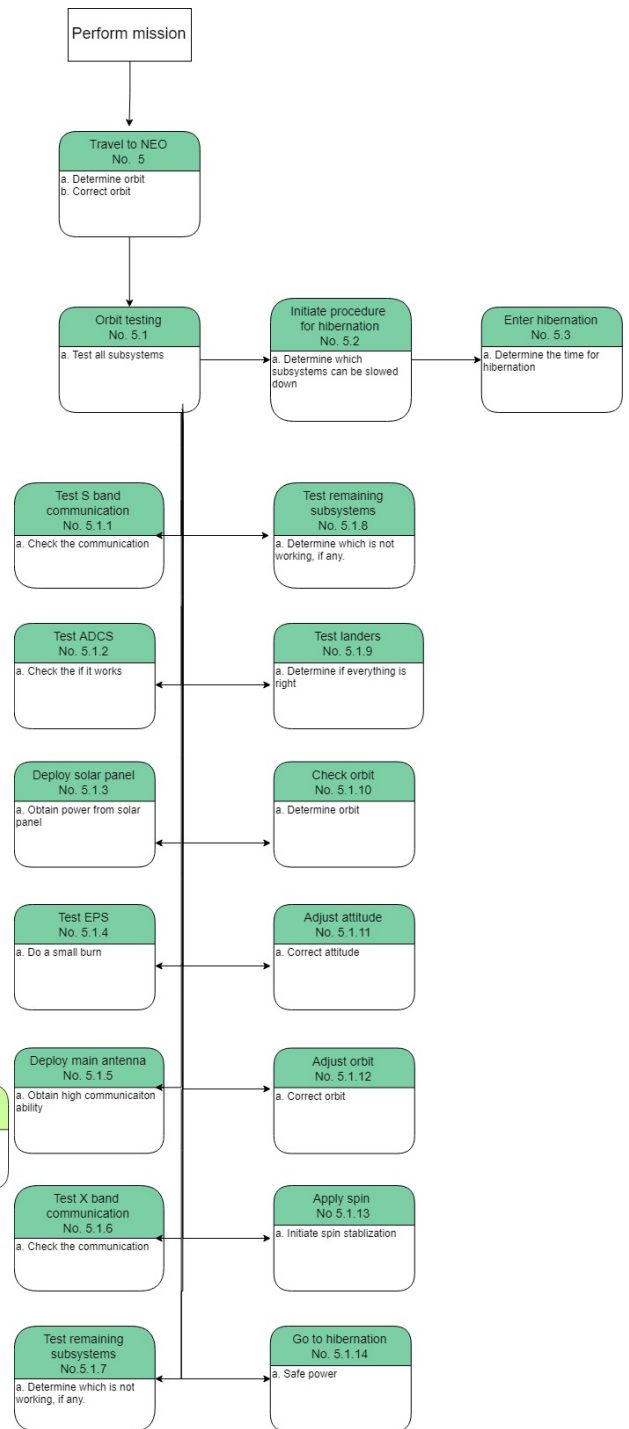 Perform mission
Travel to NEO
No.  5
a. Determine orbit
b. Correct orbit
Orbit testing
No. 5.1
a. Test all subsystems
Initiate procedure
for hibernation
No. 5.2
a. Determine which
subsystems can be slowed
down
Enter hibernation
No. 5.3
a. Determine the time for
hibernation
Test S band
communication
No. 5.1.1
a. Check the communication
Test remaining
subsystems
No. 5.1.8
a. Determine which is not
working, if any.
Test ADCS
No. 5.1.2
a. Check the if it works
Test landers
No. 5.1.9
a. Determine if everything is
right
Deploy solar panel
No. 5.1.3
a. Obtain power from solar
panel
Check orbit
No. 5.1.10
a. Determine orbit
Test EPS
No. 5.1.4
a. Do a small burn
Adjust attitude
No. 5.1.11
a. Correct attitude
Deploy main antenna
No. 5.1.5
a. Obtain high communicaiton
ability
Adjust orbit
No. 5.1.12
a. Correct orbit
Test X band
communication
No. 5.1.6
a. Check the communication
Apply spin
No 5.1.13
a. Initiate spin stablization
Test remaining
subsystems
No.5.1.7
a. Determine which is not
working, if any.
Go to hibernation
No. 5.1.14
a. Safe power